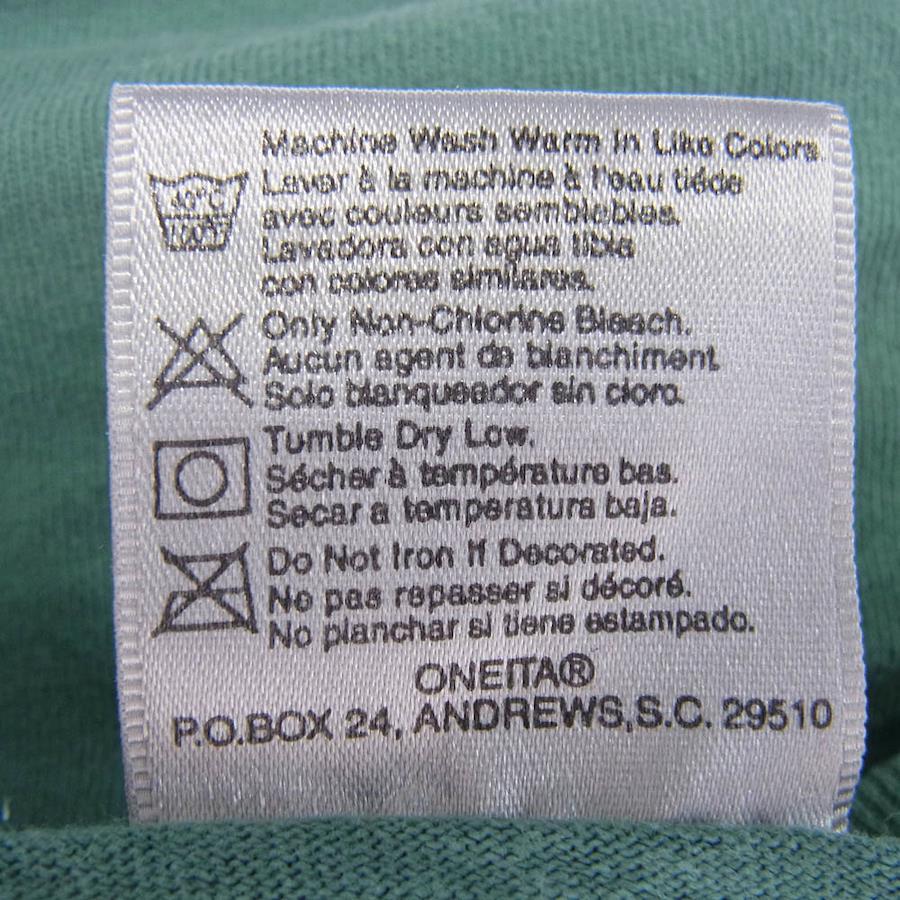 Machine Wash Warm in Like Colors
Laver à la machine à l'eau tiéde
avec couleurs semblables.
Lavadora con agua tibia
con colores similares.
Only Non-Chlorine Bleach.
Aucun agent de blanchiment.
Solo blanqueador sin cloro.
Tumble Dry Low.
Sécher à température bas.
Secar a temperatura baja.
Do Not Iron If Decorated.
Ne pas repasser si décoré.
No planchar si tiene estampado.
ONEITA®
P.O.BOX 24, ANDREWS,S.C. 29510